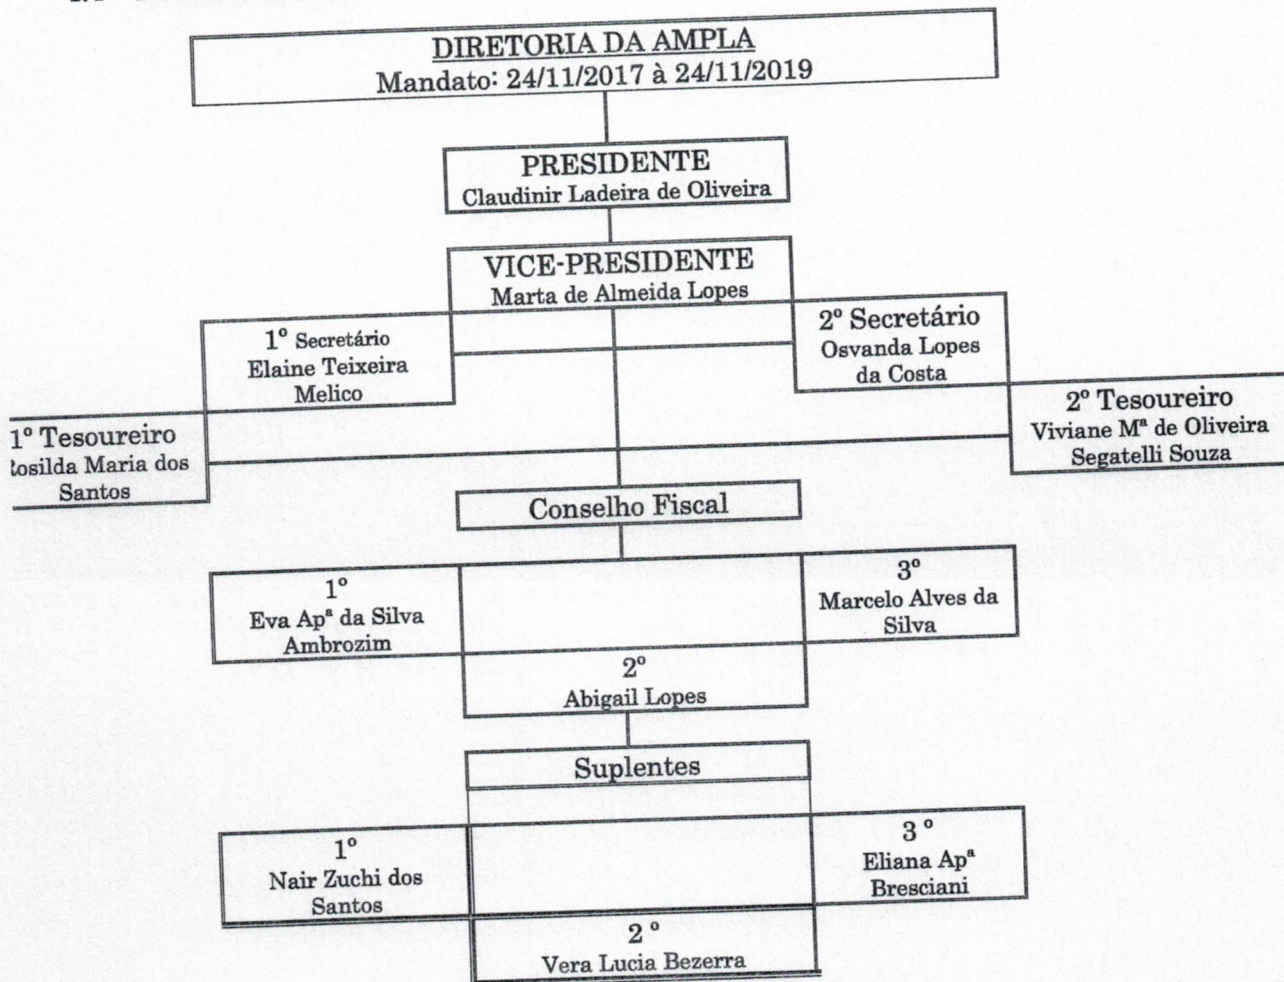 DIRETORIA DA AMPLA
Mandato: 24/11/2017 à 24/11/2019
PRESIDENTE
Claudinir Ladeira de Oliveira
VICE-PRESIDENTE
Marta de Almeida Lopes
1º Secretário
Elaine Teixeira
Melico
2º Secretário
Osvanda Lopes
da Costa
1º Tesoureiro
Maria dos
Santos
2º Tesoureiro
Viviane Mª de Oliveira
Segatelli Souza
Conselho Fiscal
1º
Eva Apª da Silva
Ambrozim
2º
Abigail Lopes
3º
Marcelo Alves da
Silva
Suplentes
1º
Nair Zuchi dos
Santos
2 º
Vera Lucia Bezerra
3 º
Eliana Apª
Bresciani